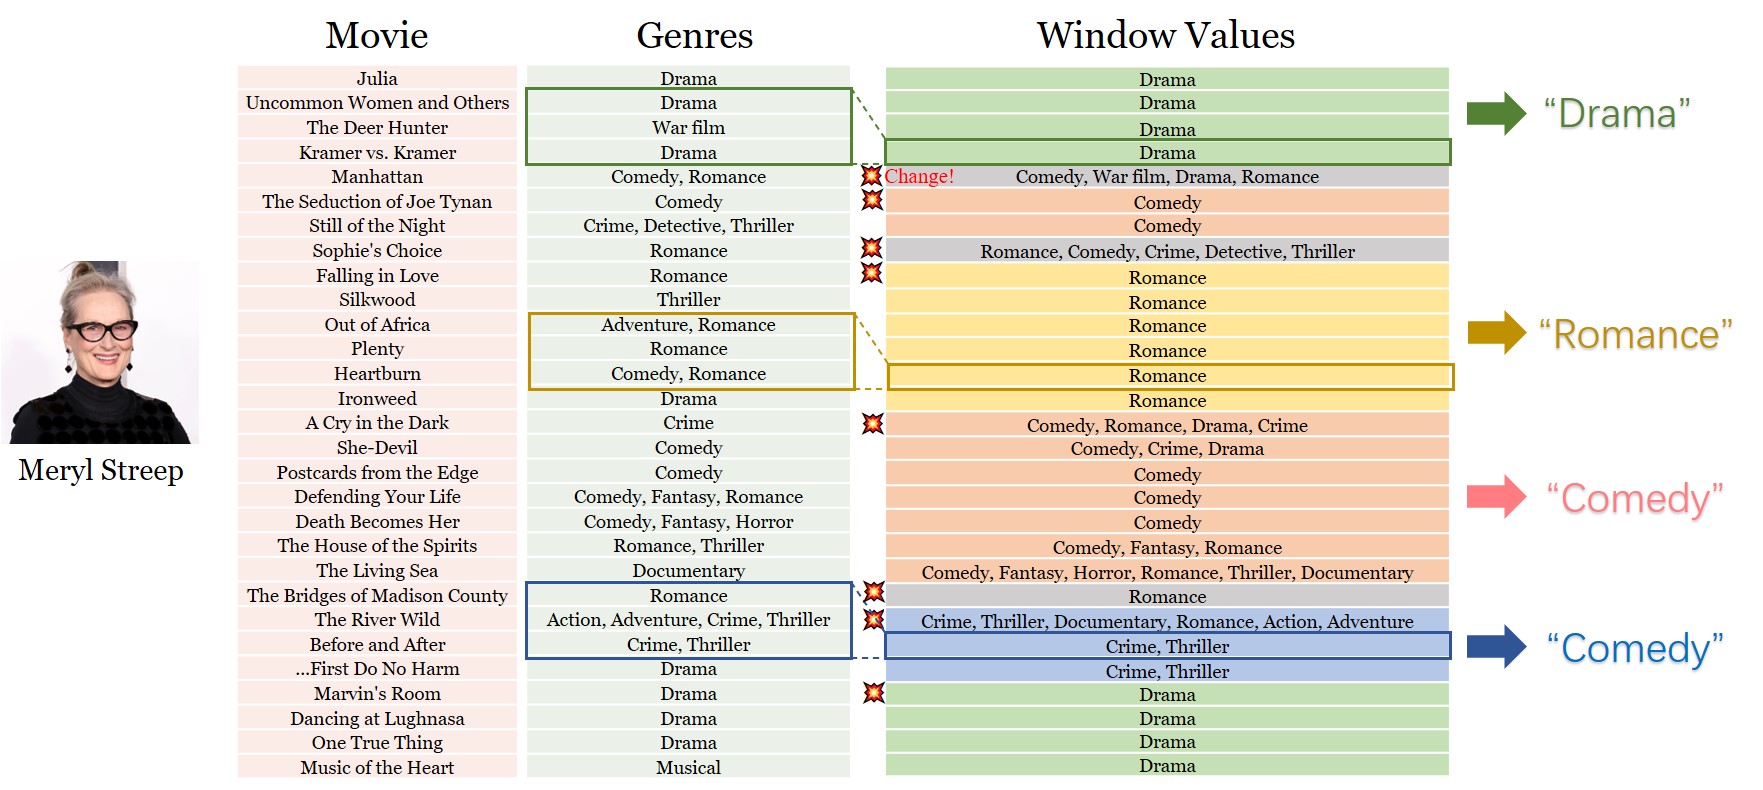 Movie Genres Window Values
Julia Drama Drama
Uncommon Women and Others Drama Drama
The Deer Hunter War film Drama
Kramer vs. Kramer Drama Drama
Manhattan Comedy, Romance Change! Comedy, War film, Drama, Romance
The Seduction of Joe Tynan Comedy Comedy
Still of the Night Crime, Detective, Thriller Comedy
Sophie's Choice Romance Romance, Comedy, Crime, Detective, Thriller
Falling in Love Romance Romance
Silkwood Thriller Romance
Out of Africa Adventure, Romance Romance
Plenty Romance Romance
Heartburn Comedy, Romance Romance
Ironweed Drama Romance
A Cry in the Dark Crime Comedy, Romance, Drama, Crime
She-Devil Comedy Comedy, Crime, Drama
Postcards from the Edge Comedy Comedy
Defending Your Life Comedy, Fantasy, Romance Comedy
Death Becomes Her Comedy, Fantasy, Horror Comedy
The House of the Spirits Romance, Thriller Comedy, Fantasy, Romance
The Living Sea Documentary Comedy, Fantasy, Horror, Romance, Thriller, Documentary
The Bridges of Madison County Romance Romance
The River Wild Action, Adventure, Crime, Thriller Crime, Thriller, Documentary, Romance, Action, Adventure
Before and After Crime, Thriller Crime, Thriller
...First Do No Harm Drama Crime, Thriller
Marvin's Room Drama Drama
Dancing at Lughnasa Drama Drama
One True Thing Drama Drama
Music of the Heart Musical Drama
Meryl Streep
“Drama”
“Romance”
“Comedy”
“Comedy”